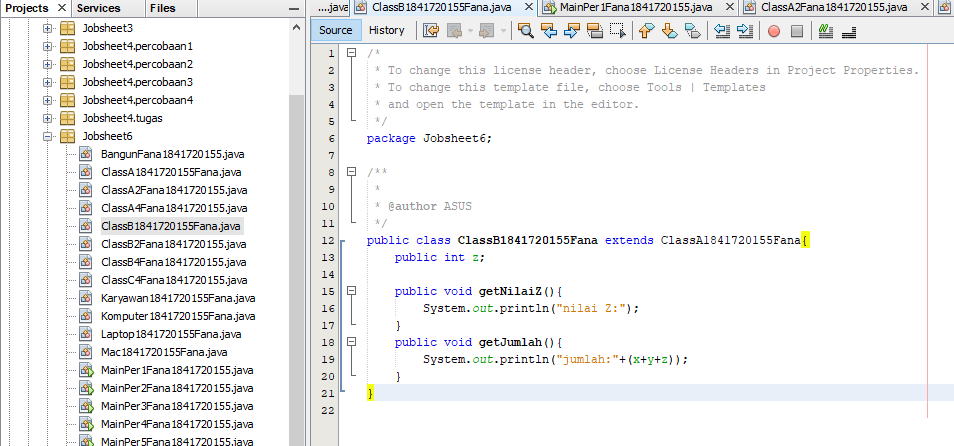 Projects
Services
Files
Jobsheet3
Jobsheet4.percobaan1
Jobsheet4.percobaan2
Jobsheet4.percobaan3
Jobsheet4.percobaan4
Jobsheet4.tugas
Jobsheet6
BangunFana1841720155.java
ClassA1841720155Fana.java
ClassA2Fana1841720155.java
ClassA4Fana1841720155.java
ClassB1841720155Fana.java
ClassB2Fana1841720155.java
ClassB4Fana1841720155.java
ClassC4Fana1841720155.java
Karyawan1841720155Fana.java
Komputer1841720155Fana.java
Laptop1841720155Fana.java
Mac1841720155Fana.java
MainPer1Fana1841720155.java
MainPer2Fana1841720155.java
MainPer3Fana1841720155.java
MainPer4Fana1841720155.java
MainPer5Fana1841720155.java
....java
ClassB1841720155Fana.java
MainPer1Fana1841720155.java
ClassA2Fana1841720155.java
Source
History
1 /*
2 * To change this license header, choose License Headers in Project Properties.
3 * To change this template file, choose Tools | Templates
4 * and open the template in the editor.
5 */
6 package Jobsheet6;
7
8 /**
9 *
10 * @author ASUS
11 */
12 public class ClassB1841720155Fana extends ClassA1841720155Fana{
13 public int z;
14
15 public void getNilaiZ(){
16 System.out.println("nilai Z:");
17 }
18 public void getJumlah(){
19 System.out.println("jumlah:"+(x+y+z));
20 }
21 }
22